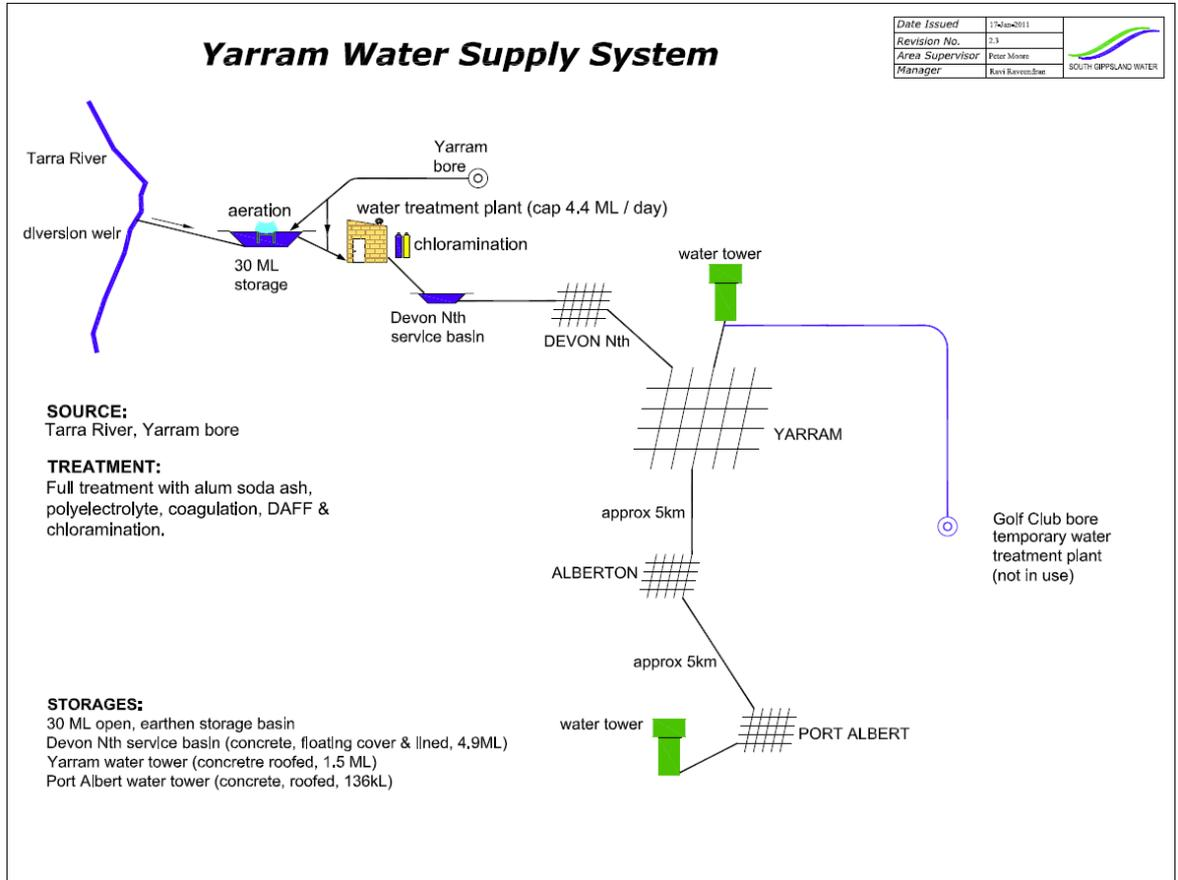 Yarram Water Supply System
Date Issued 17-Jan-2011
Revision No. 2.3
Area Supervisor Peter Moore
Manager Ravi Raveendran
SOUTH GIPPSLAND WATER
Yarram
bore
Tarra River
aeration
water treatment plant (cap 4.4 ML / day)
diversion weir
chloramination
30 ML
storage
water tower
Devon Nth
service basin
DEVON Nth
SOURCE:
Tarra River, Yarram bore
YARRAM
TREATMENT:
Full treatment with alum soda ash,
polyelectrolyte, coagulation, DAFF &
chloramination.
approx 5km
Golf Club bore
temporary water
treatment plant
(not in use)
ALBERTON
approx 5km
STORAGES:
30 ML open, earthen storage basin
Devon Nth service basin (concrete, floating cover & lined, 4.9ML)
Yarram water tower (concretre roofed, 1.5 ML)
Port Albert water tower (concrete, roofed, 136kL)
water tower
PORT ALBERT